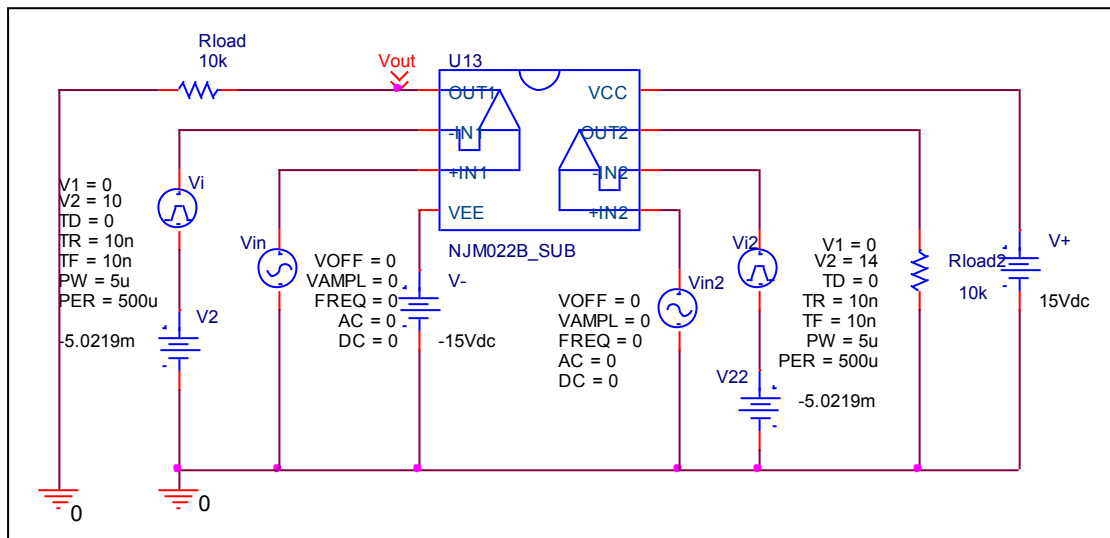 Rload
10k
Vout
U13
OUT1
-IN1
+IN1
VEE
VCC
OUT2
-IN2
+IN2
NJM022B_SUB
Vi
V1 = 0
V2 = 10
TD = 0
TR = 10n
TF = 10n
PW = 5u
PER = 500u
V2
-5.0219m
Vin
VOFF = 0
VAMPL = 0
FREQ = 0
AC = 0
DC = 0
V-
-15Vdc
Vin2
VOFF = 0
VAMPL = 0
FREQ = 0
AC = 0
DC = 0
Vi2
V1 = 0
V2 = 14
TD = 0
TR = 10n
TF = 10n
PW = 5u
PER = 500u
V22
-5.0219m
Rload2
10k
V+
15Vdc
0
0